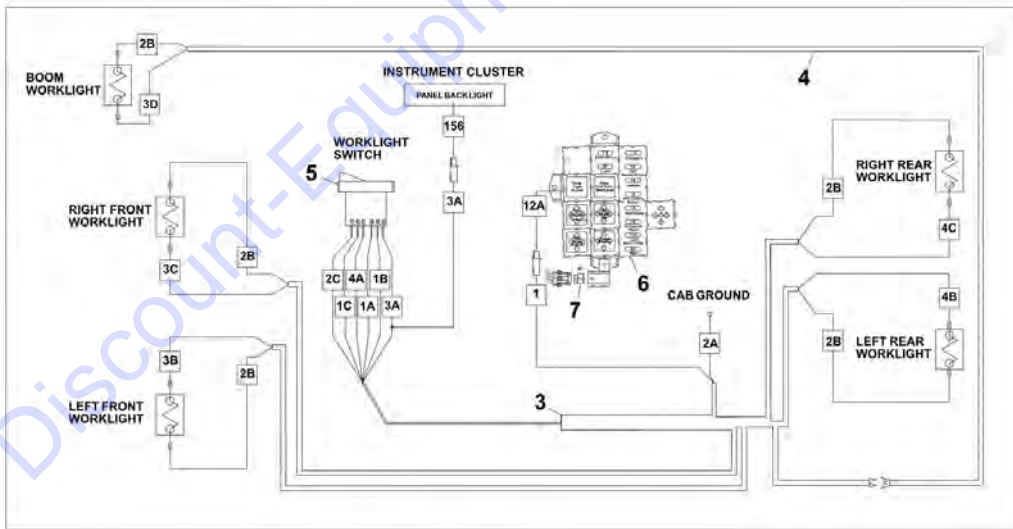 2B
4
BOOM
WORKLIGHT
3D
INSTRUMENT CLUSTER
PANEL BACKLIGHT
156
WORKLIGHT
SWITCH
5
3A
RIGHT FRONT
WORKLIGHT
2B
3C
12A
1
6
7
RIGHT REAR
WORKLIGHT
2B
4C
2C
4A
1B
1C
1A
3A
CAB GROUND
2A
4B
2B
LEFT REAR
WORKLIGHT
3B
2B
LEFT FRONT
WORKLIGHT
3
Discount-Equipm